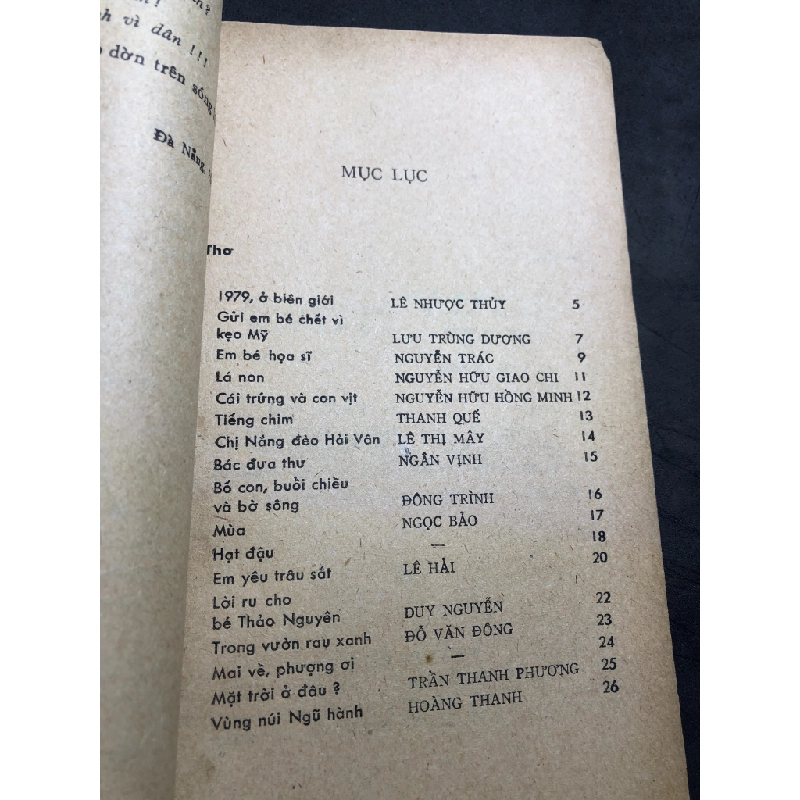 h vì dân !!!
dờn trên sóng
Đà Nẵng,
MỤC LỤC
Thơ
1979, ở biên giới LÊ NHƯỢC THỦY 5
Gửi em bé chết vì
kẹo Mỹ LƯU TRÙNG DƯƠNG 7
Em bé họa sĩ NGUYỄN TRÁC 9
Lá non NGUYỄN HỮU GIAO CHI 11
Cái trứng và con vịt NGUYỄN HỮU HỒNG MINH 12
Tiếng chim THANH QUẾ 13
Chị Nắng đèo Hải Vân LÊ THỊ MÂY 14
Bác đưa thư NGÂN VỊNH 15
Bố con, buổi chiều
và bờ sông ĐÔNG TRÌNH 16
Mùa NGỌC BẢO 17
Hạt đậu — 18
Em yêu trâu sắt LÊ HẢI 20
Lời ru cho
bé Thảo Nguyên DUY NGUYỄN 22
Trong vườn rau xanh ĐỖ VĂN ĐÔNG 23
Mai về, phượng ơi — 24
Mặt trời ở đâu ? TRẦN THANH PHƯƠNG 25
Vùng núi Ngũ hành HOÀNG THANH 26